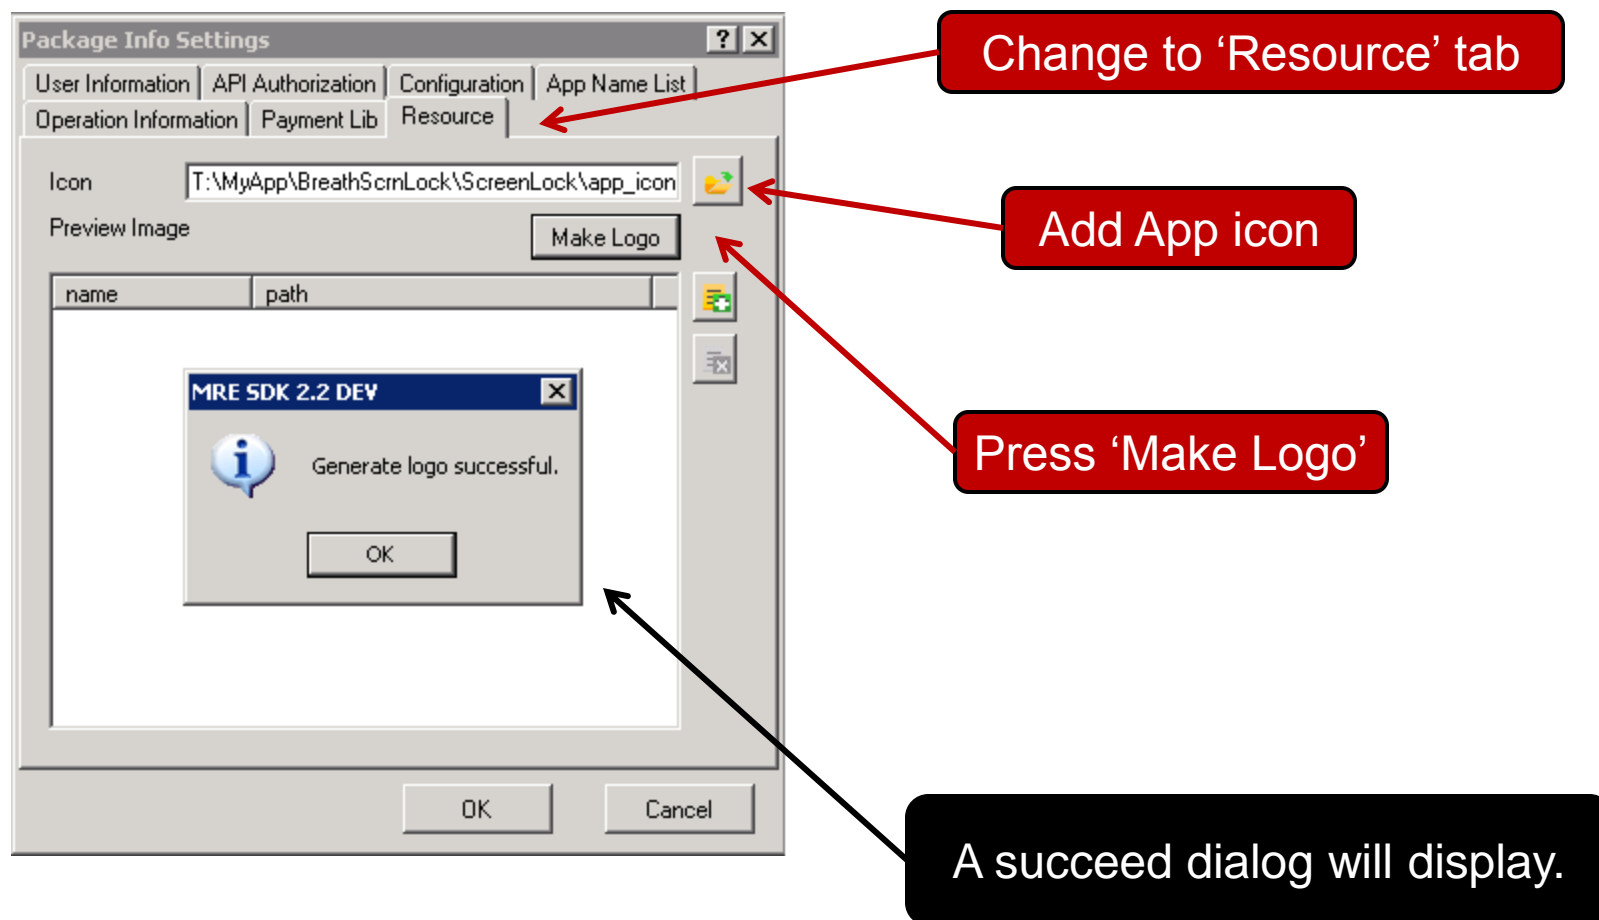 Package Info Settings
Change to ‘Resource’ tab
User Information API Authorization Configuration App Name List
Operation Information Payment Lib Resource
Icon T:\MyApp\BreathScrnLock\ScreenLock\app_icon
Add App icon
Preview Image
Make Logo
name path
MRE SDK 2.2 DEV
Generate logo successful.
OK
Press ‘Make Logo’
OK Cancel
A succeed dialog will display.